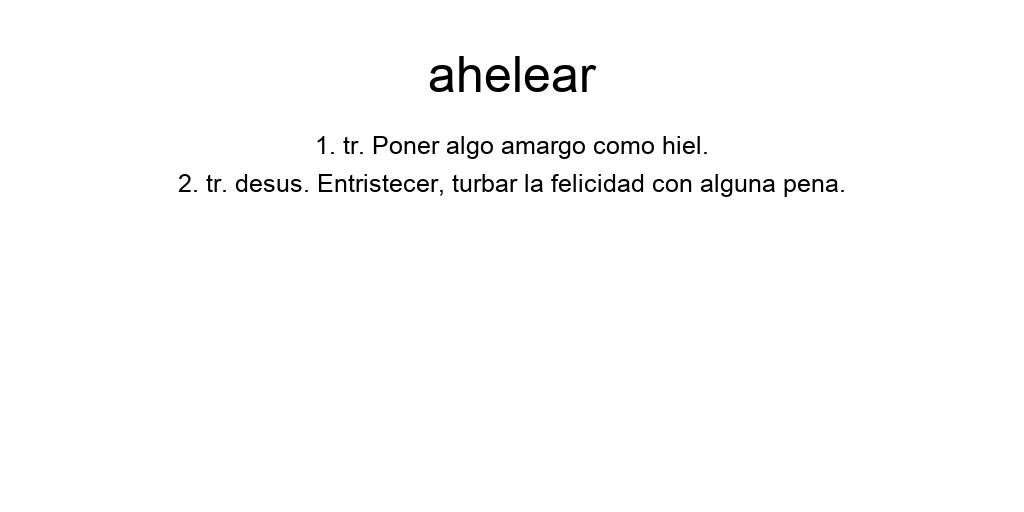 ahelear
1. tr. Poner algo amargo como hiel.
2. tr. desus. Entristecer, turbar la felicidad con alguna pena.